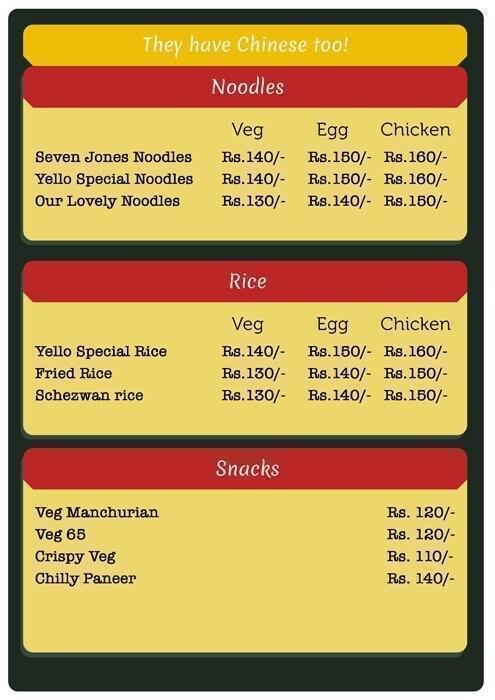 They have Chinese too!
Noodles
Veg Egg Chicken
Seven Jones Noodles Rs.140/- Rs.150/- Rs.160/-
Yello Special Noodles Rs.140/- Rs.150/- Rs.160/-
Our Lovely Noodles Rs.130/- Rs.140/- Rs.150/-
Rice
Veg Egg Chicken
Yello Special Rice Rs.140/- Rs.150/- Rs.160/-
Fried Rice Rs.130/- Rs.140/- Rs.150/-
Schezwan rice Rs.130/- Rs.140/- Rs.150/-
Snacks
Veg Manchurian Rs. 120/-
Veg 65 Rs. 120/-
Crispy Veg Rs. 110/-
Chilly Paneer Rs. 140/-